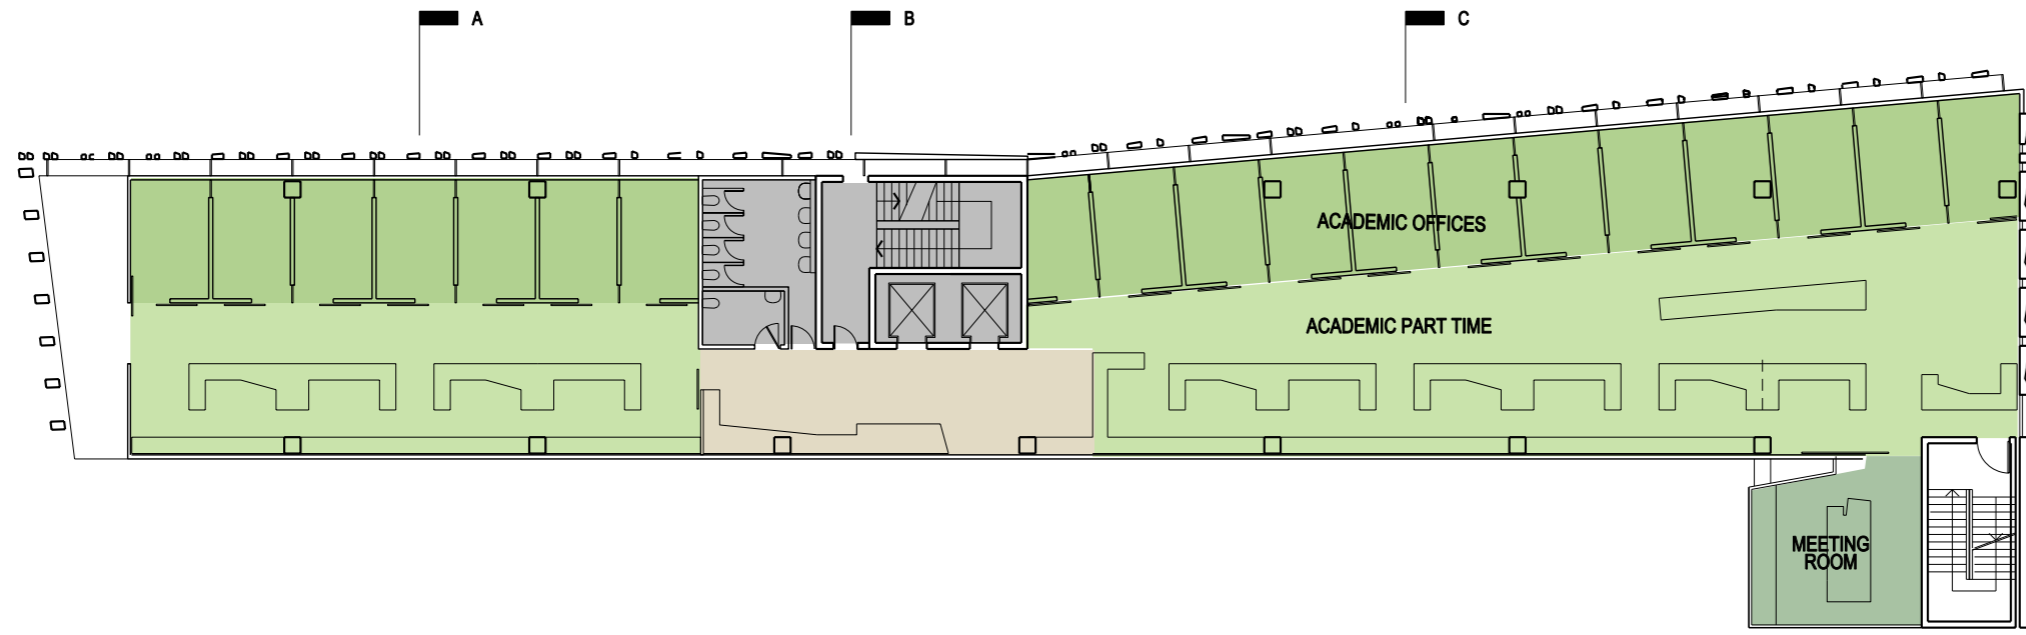 A
B
C
ACADEMIC OFFICES
ACADEMIC PART TIME
MEETING
ROOM